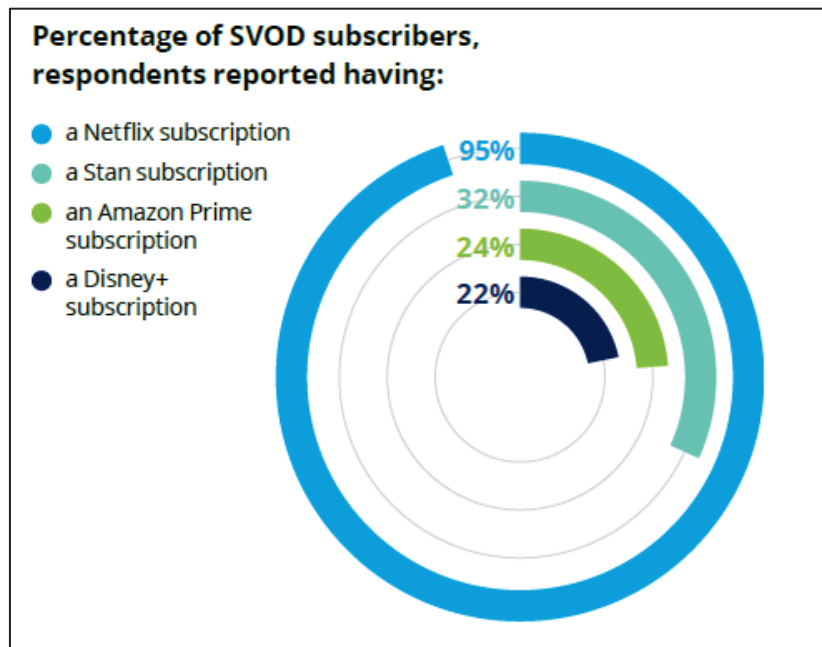 Percentage of SVOD subscribers,
respondents reported having:
a Netflix subscription
a Stan subscription
an Amazon Prime
subscription
a Disney+
subscription
95%
32%
24%
22%